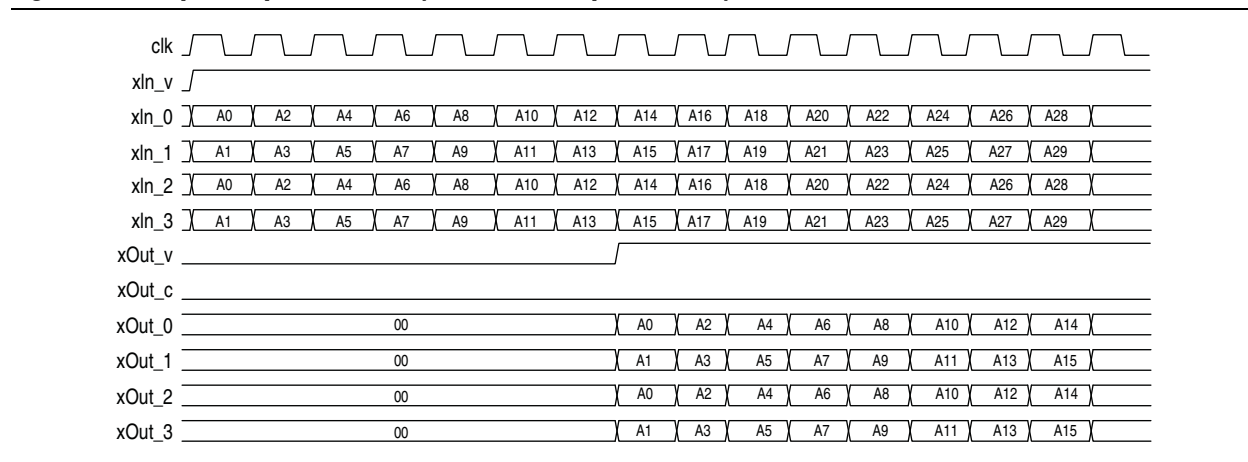 clk
xIn_v
xIn_0 A0 A2 A4 A6 A8 A10 A12 A14 A16 A18 A20 A22 A24 A26 A28
xIn_1 A1 A3 A5 A7 A9 A11 A13 A15 A17 A19 A21 A23 A25 A27 A29
xIn_2 A0 A2 A4 A6 A8 A10 A12 A14 A16 A18 A20 A22 A24 A26 A28
xIn_3 A1 A3 A5 A7 A9 A11 A13 A15 A17 A19 A21 A23 A25 A27 A29
xOut_v
xOut_c
xOut_0 00 A0 A2 A4 A6 A8 A10 A12 A14
xOut_1 00 A1 A3 A5 A7 A9 A11 A13 A15
xOut_2 00 A0 A2 A4 A6 A8 A10 A12 A14
xOut_3 00 A1 A3 A5 A7 A9 A11 A13 A15